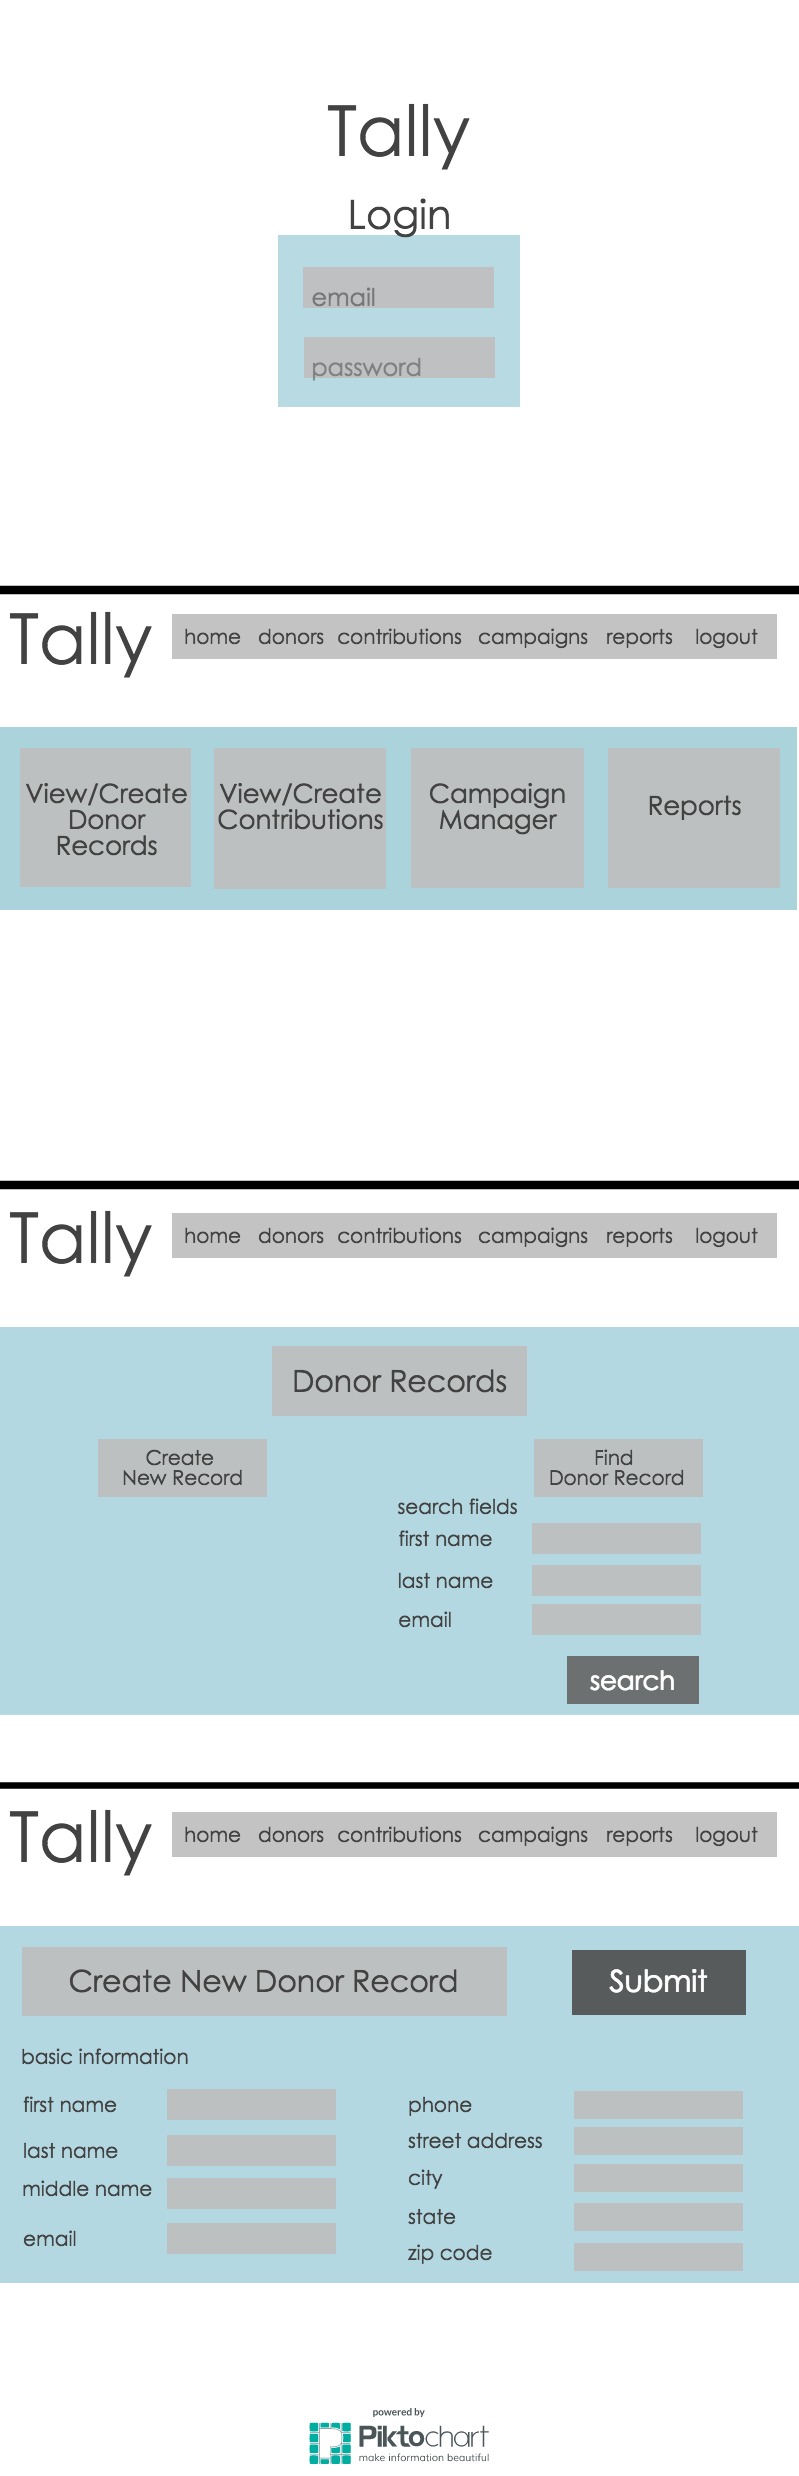 Tally
Login
email
password
Tally
home donors contributions campaigns reports logout
View/Create
Donor
Records
View/Create
Contributions
Campaign
Manager
Reports
Tally
home donors contributions campaigns reports logout
Donor Records
Create
New Record
Find
Donor Record
search fields
first name
last name
email
search
Tally
home donors contributions campaigns reports logout
Create New Donor Record
Submit
basic information
first name
last name
middle name
email
phone
street address
city
state
zip code
powered by
Piktochart
make information beautiful